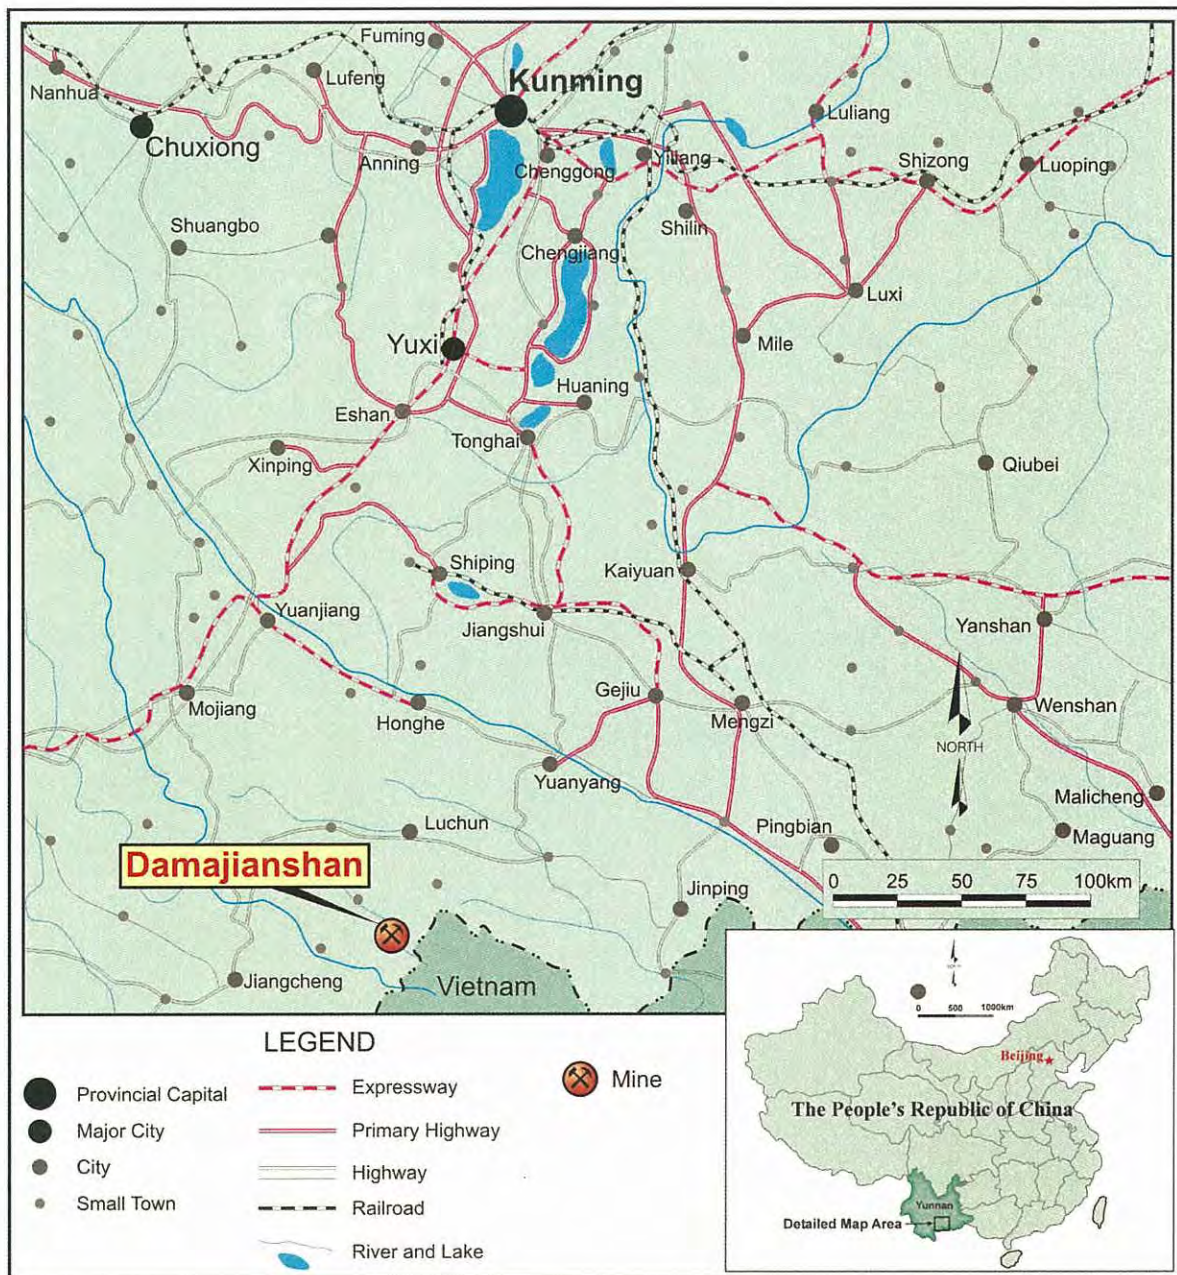 Fuming
Nanhua
Lufeng
Kunming
Chuxiong
Anning
Chenggong
Yiliang
Luliang
Shizong
Luoping
Shuangbo
Shilin
Chengjiang
Luxi
Yuxi
Mile
Huaning
Eshan
Tonghai
Xinping
Qiubei
Shiping
Kaiyuan
Yuanjiang
Jiangshui
Yanshan
Mojiang
Honghe
Gejiu
Mengzi
Wenshan
NORTH
Yuanyang
Malicheng
Luchun
Pingbian
Maguang
Damajianshan
0 25 50 75 100km
Jinping
Jiangcheng
Vietnam
LEGEND
Provincial Capital
Major City
City
Small Town
Expressway
Primary Highway
Highway
Railroad
River and Lake
Mine
0 500 1000km
Beijing
The People's Republic of China
Yunnan
Detailed Map Area